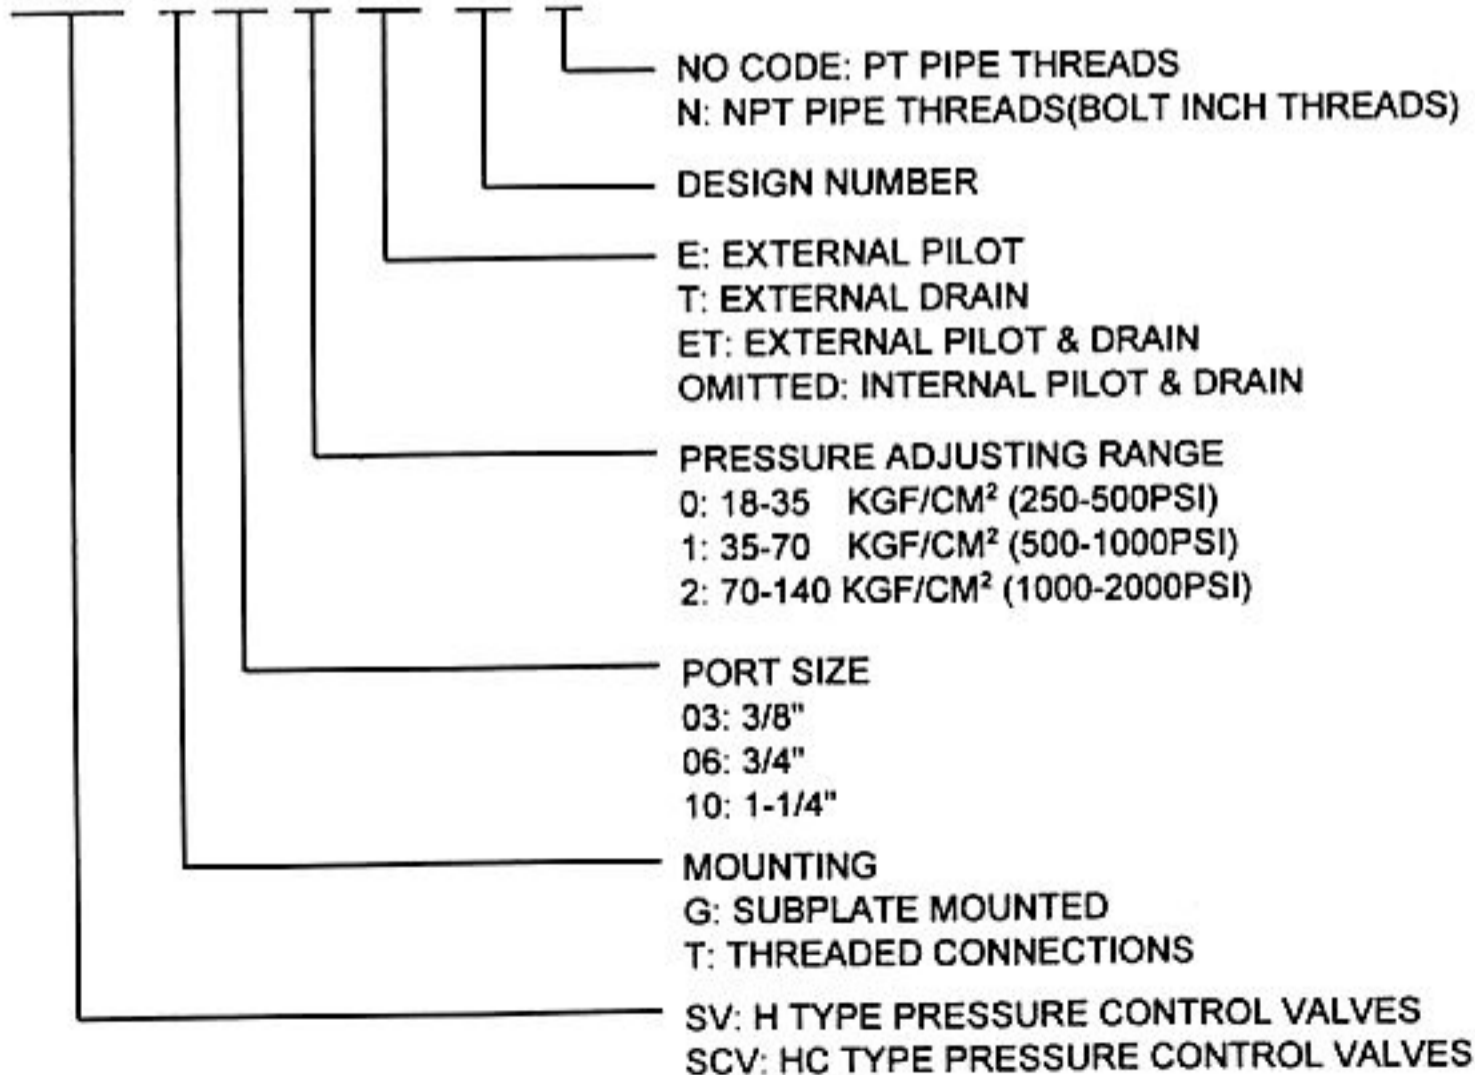 NO CODE: PT PIPE THREADS
N: NPT PIPE THREADS(BOLT INCH THREADS)
DESIGN NUMBER
E: EXTERNAL PILOT
T: EXTERNAL DRAIN
ET: EXTERNAL PILOT & DRAIN
OMITTED: INTERNAL PILOT & DRAIN
PRESSURE ADJUSTING RANGE
0: 18-35 KGF/CM² (250-500PSI)
1: 35-70 KGF/CM² (500-1000PSI)
2: 70-140 KGF/CM² (1000-2000PSI)
PORT SIZE
03: 3/8"
06: 3/4"
10: 1-1/4"
MOUNTING
G: SUBPLATE MOUNTED
T: THREADED CONNECTIONS
SV: H TYPE PRESSURE CONTROL VALVES
SCV: HC TYPE PRESSURE CONTROL VALVES